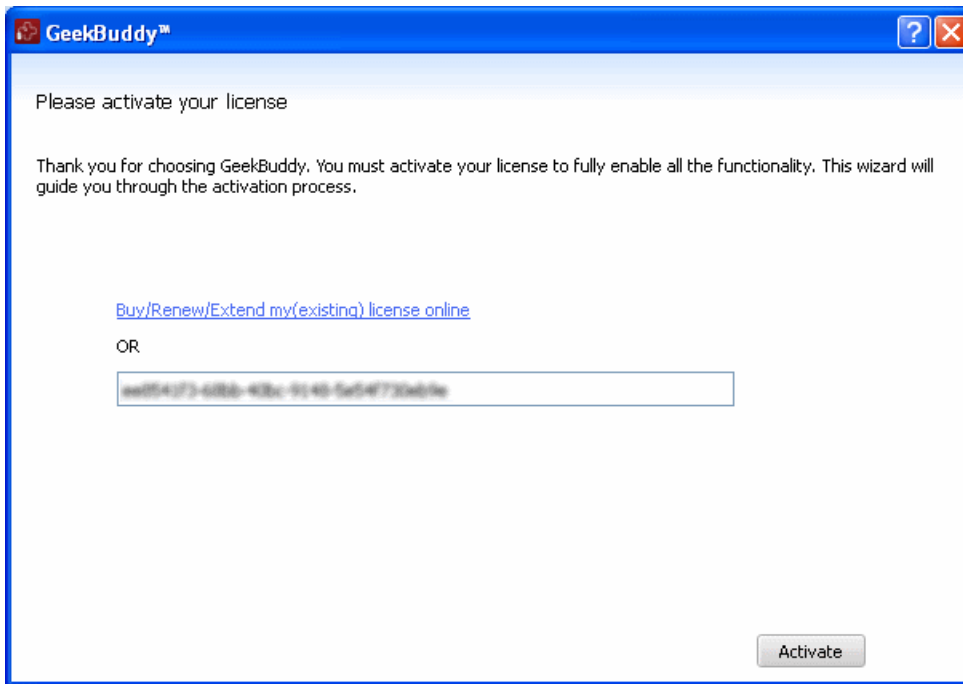 GeekBuddy™
Please activate your license
Thank you for choosing GeekBuddy. You must activate your license to fully enable all the functionality. This wizard will
guide you through the activation process.
Buy/Renew/Extend my(existing) license online
OR
Activate